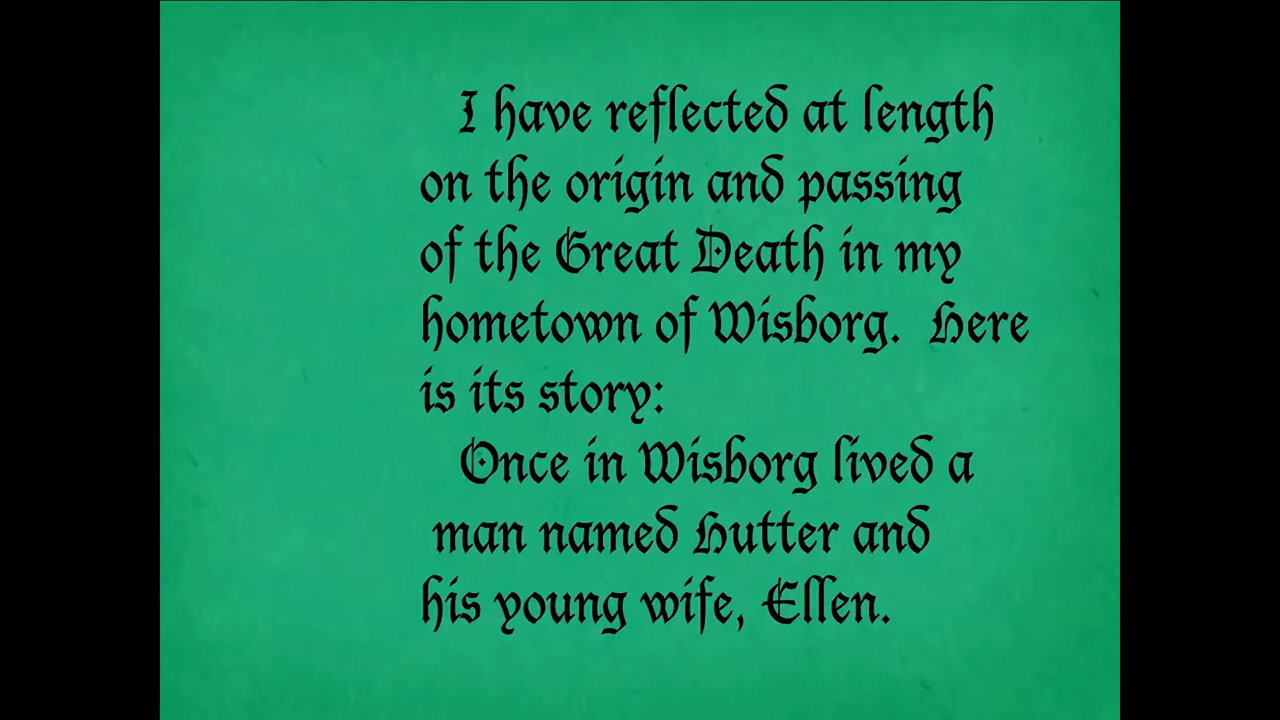 I have reflected at length
on the origin and passing
of the Great Death in my
hometown of Wisborg.  Here
is its story:
Once in Wisborg lived a
man named Hutter and
his young wife, Ellen.